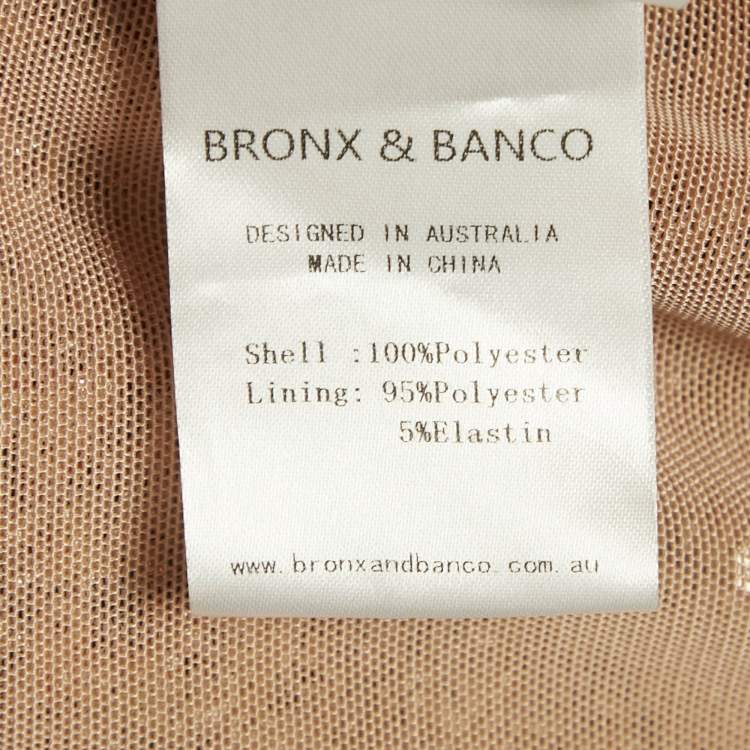 BRONX & BANCO
DESIGNED IN AUSTRALIA
MADE IN CHINA
Shell :100%Polyester
Lining: 95%Polyester
5%Elastin
www.bronxandbanco.com.au